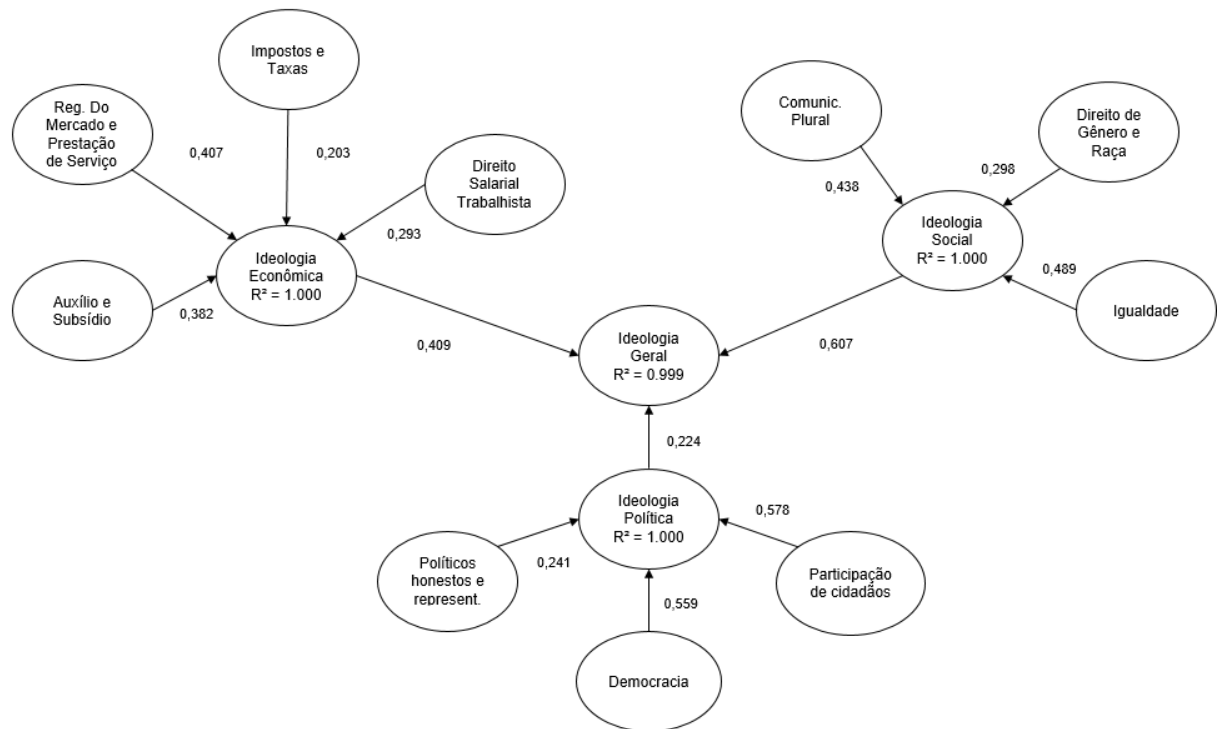 Impostos e
Taxas
Reg. Do
Mercado e
Prestação
de Serviço
0,407
0,203
Direito
Salarial
Trabalhista
0,293
Ideologia
Econômica
R² = 1.000
Auxílio e
Subsídio
0,382
0,409
Comunic.
Plural
0,438
Direito de
Gênero e
Raça
0,298
Ideologia
Social
R² = 1.000
0,489
Igualdade
0,607
Ideologia
Geral
R² = 0.999
0,224
Ideologia
Política
R² = 1.000
0,578
Participação
de cidadãos
Políticos
honestos e
represent.
0,241
0,559
Democracia